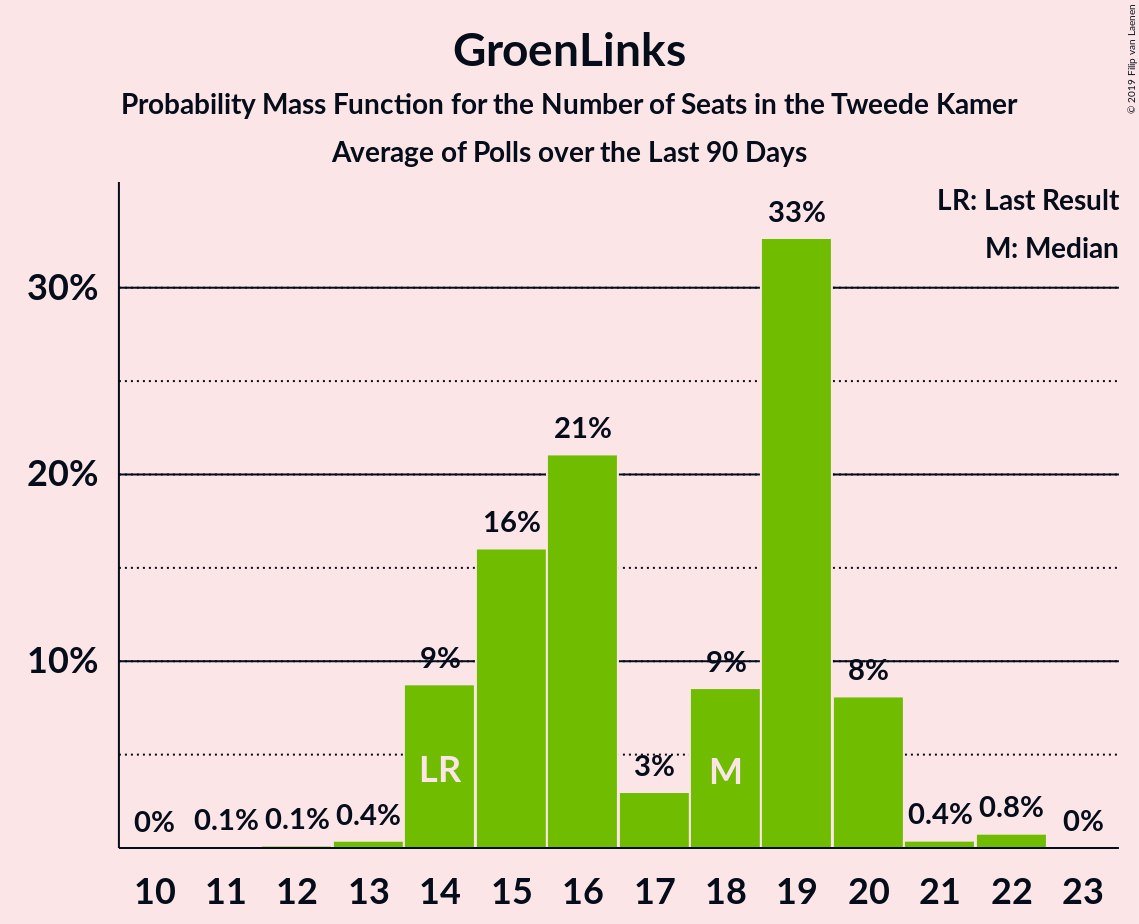 GroenLinks
Probability Mass Function for the Number of Seats in the Tweede Kamer
Average of Polls over the Last 90 Days
© 2019 Filip van Laenen
LR: Last Result
M: Median
30%
20%
10%
0%
0.1%
0.1%
0.4%
9%
16%
21%
3%
9%
33%
8%
0.4%
0.8%
0%
LR
M
10 11 12 13 14 15 16 17 18 19 20 21 22 23